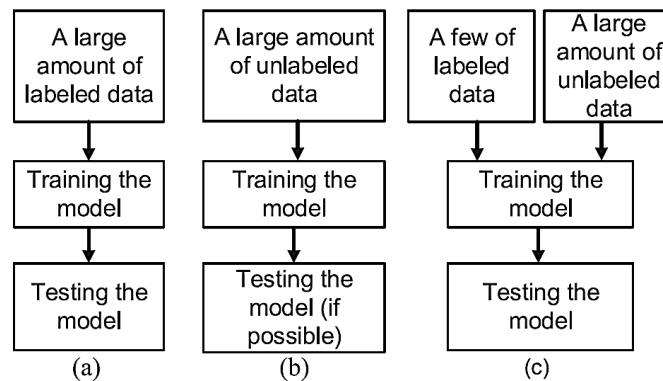 A large
amount of
labeled data
Training the
model
Testing the
model
(a)
A large amount
of unlabeled
data
Training the
model
Testing the
model (if
possible)
(b)
A few of
labeled
data
A large
amount of
unlabeled
data
Training the
model
Testing the
model
(c)